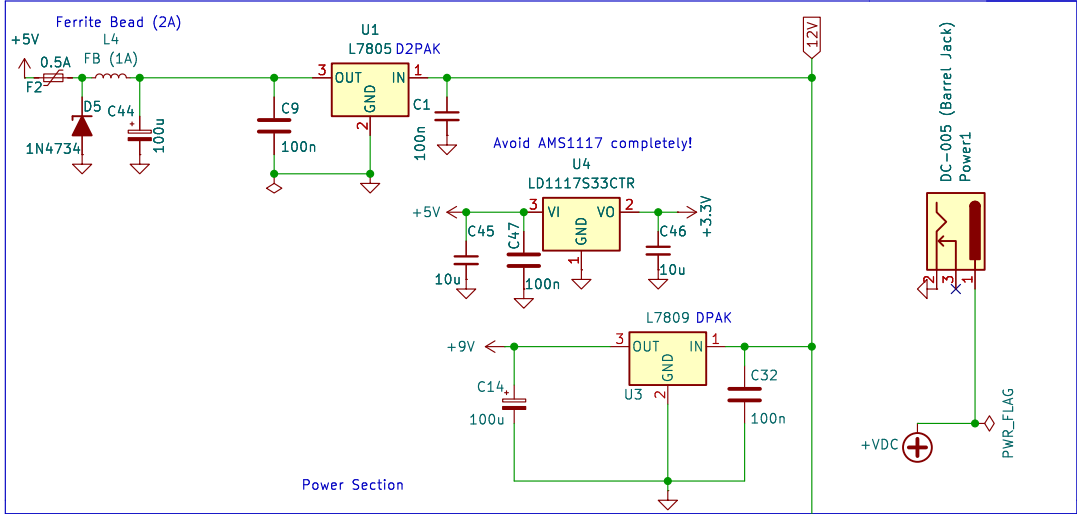 Ferrite Bead (2A)
+5V
L4
0.5A
FB (1A)
F2
D5
C44
100u
1N4734
C9
100n
U1
L7805 D2PAK
3
OUT
IN
1
GND
2
C1
100n
12V
Avoid AMS1117 completely!
U4
LD1117S33CTR
+5V
3
VI
VO
2
+3.3V
GND
1
C45
10u
C47
100n
C46
10u
L7809 DPAK
+9V
3
OUT
IN
1
GND
U3
2
C14
100u
C32
100n
DC-005 (Barrel Jack)
Power1
2
3
1
+VDC
PWR_FLAG
Power Section